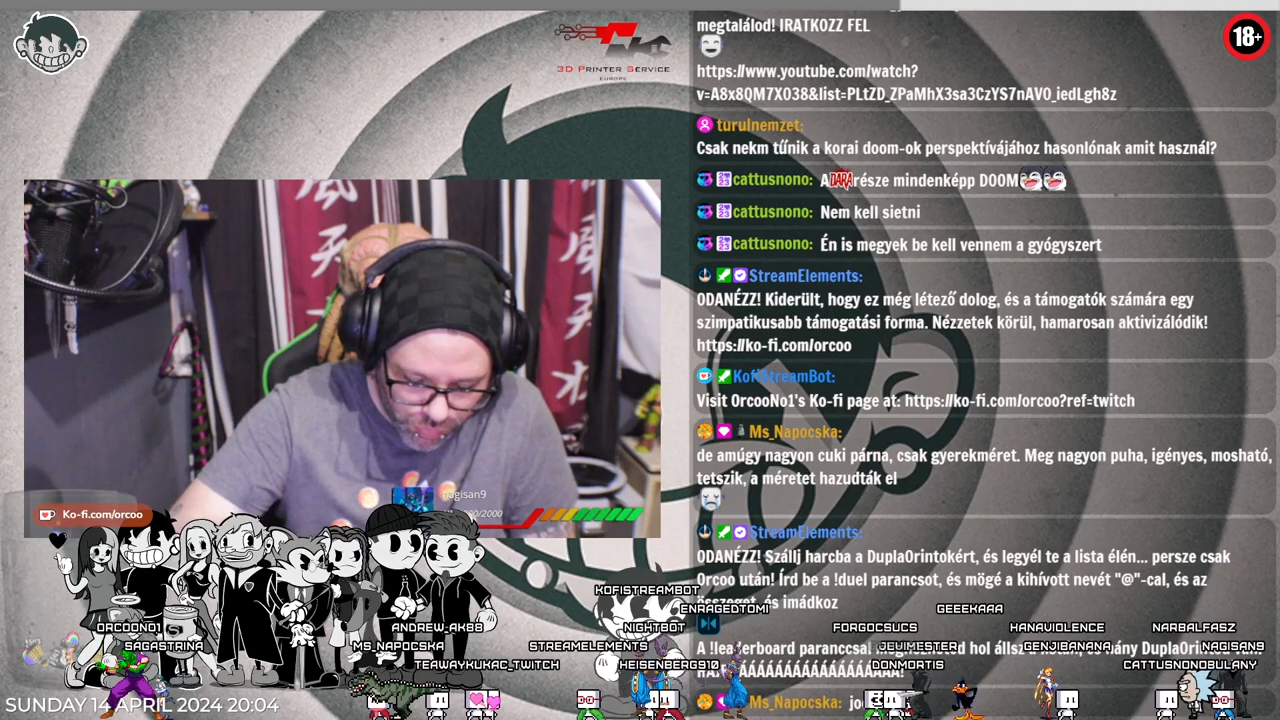 megtalálod! IRATKOZZ FEL
https://www.youtube.com/watch?
v=A8x8QM7X038&list=PLtZD_ZPaMhX3sa3CzYS7nAV0_iedLgh8z
turulnemzet:
Csak nekm tűnik a korai doom-ok perspektívájához hasonlónak amit használ?
cattusnono: A DARA része mindenképp DOOM
cattusnono: Nem kell sietni
cattusnono: Én is megyek be kell vennem a gyógyszert
StreamElements:
ODANÉZZ! Kiderült, hogy ez még létező dolog, és a támogatók számára egy
szimpatikusabb támogatási forma. Nézzetek körül, hamarosan aktivizálódik!
https://ko-fi.com/orcoo
KofiStreamBot:
Visit OrcooNo1's Ko-fi page at: https://ko-fi.com/orcoo?ref=twitch
Ms_Napocska:
de amúgy nagyon cuki párna, csak gyerekméret. Meg nagyon puha, igényes, mosható,
tetszik, a méretet hazudták el
StreamElements:
ODANÉZZ! Szállj harcba a DuplaOrintokért, és legyél te a lista élén... persze csak
Orcoo után! Írd be a !duel parancsot, és mögé a kihívott nevét "@"-cal, és az
összeget, és imádkoz
Ms_Napocska:
18+
3D PRINTER SERVICE
EUROPE
風
天
Ko-fi.com/orcoo
nagisan9
KOFISTREAMBOT
ENRAGEDTOMI
GEEEKAAA
ORCOONO1
ANDREW_AK88
NIGHTBOT
FORGOCSUCS
HANAVIOLENCE
NARBALFASZ
SAGASTRINA
MS_NAPOCSKA
STREAMELEMENTS
JEVIMESTER
GENJIBANANA
NAGISAN9
TEAWAYKUKAC_TWITCH
HEISENBERG910
DONMORTIS
CATTUSNONOBULANY
SUNDAY 14 APRIL 2024 20:04